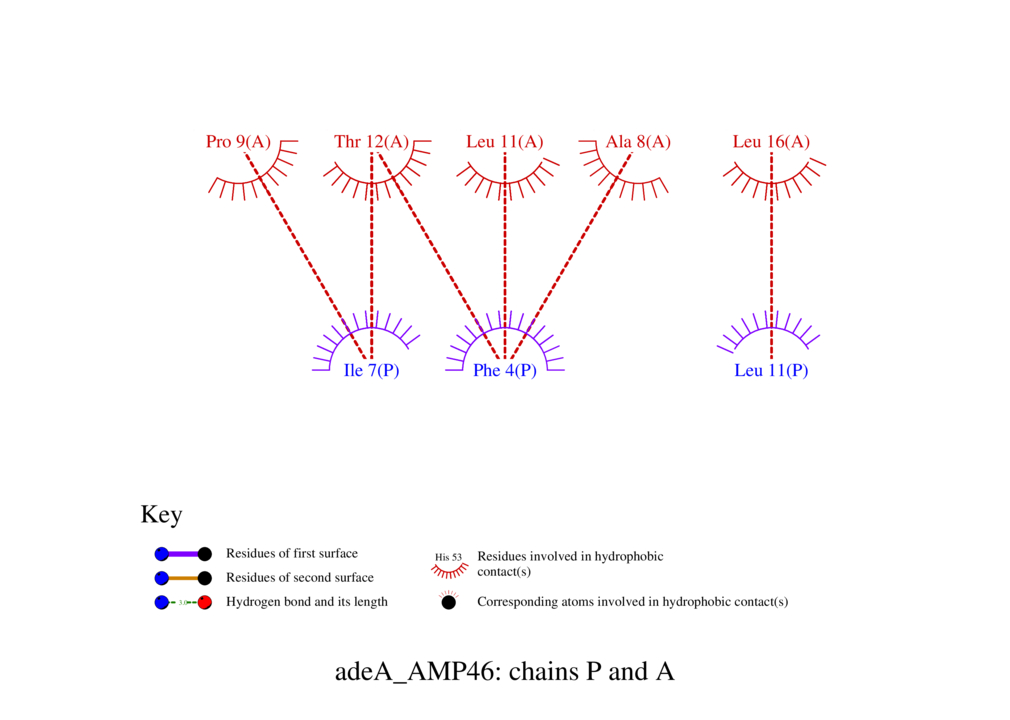 Pro 9(A) Thr 12(A) Leu 11(A) Ala 8(A) Leu 16(A)
Ile 7(P) Phe 4(P) Leu 11(P)
Key
Residues of first surface
Residues of second surface
3.0 Hydrogen bond and its length
His 53 Residues involved in hydrophobic
contact(s)
Corresponding atoms involved in hydrophobic contact(s)
adeA_AMP46: chains P and A